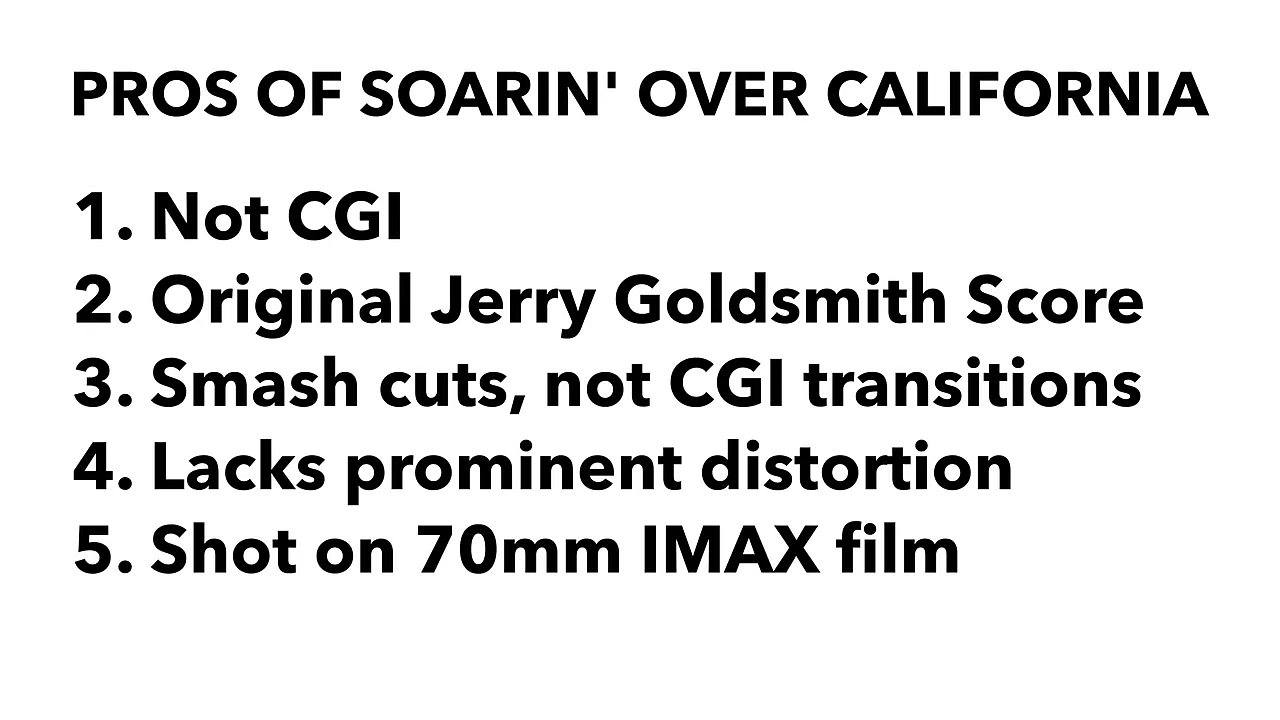 PROS OF SOARIN' OVER CALIFORNIA
1. Not CGI
2. Original Jerry Goldsmith Score
3. Smash cuts, not CGI transitions
4. Lacks prominent distortion
5. Shot on 70mm IMAX film